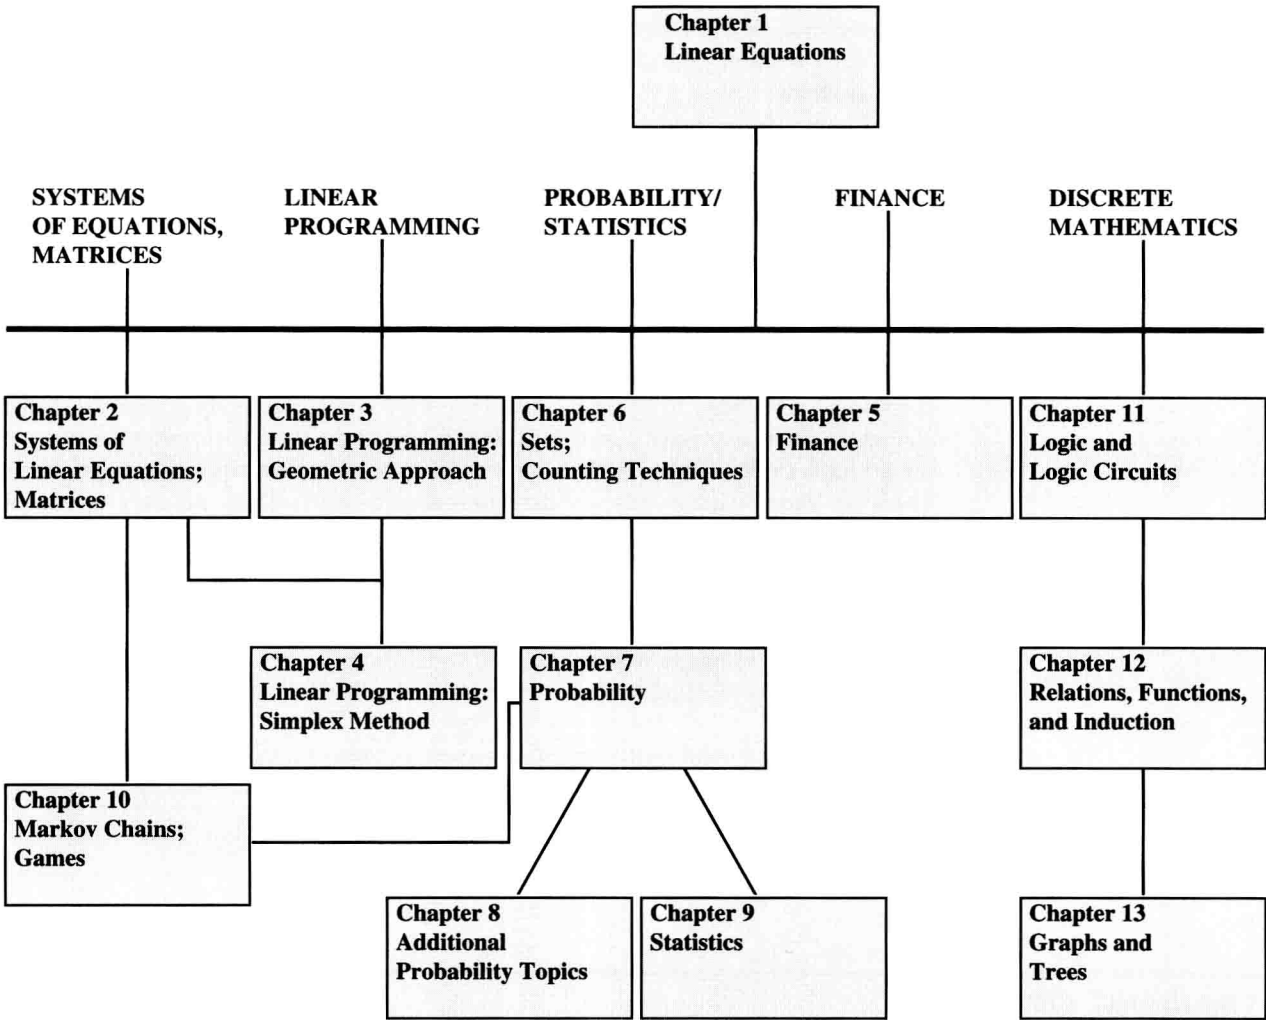 Chapter 1
Linear Equations
SYSTEMS
OF EQUATIONS,
MATRICES
LINEAR
PROGRAMMING
PROBABILITY/
STATISTICS
FINANCE
DISCRETE
MATHEMATICS
Chapter 2
Systems of
Linear Equations;
Matrices
Chapter 3
Linear Programming:
Geometric Approach
Chapter 6
Sets;
Counting Techniques
Chapter 5
Finance
Chapter 11
Logic and
Logic Circuits
Chapter 4
Linear Programming:
Simplex Method
Chapter 7
Probability
Chapter 12
Relations, Functions,
and Induction
Chapter 10
Markov Chains;
Games
Chapter 8
Additional
Probability Topics
Chapter 9
Statistics
Chapter 13
Graphs and
Trees